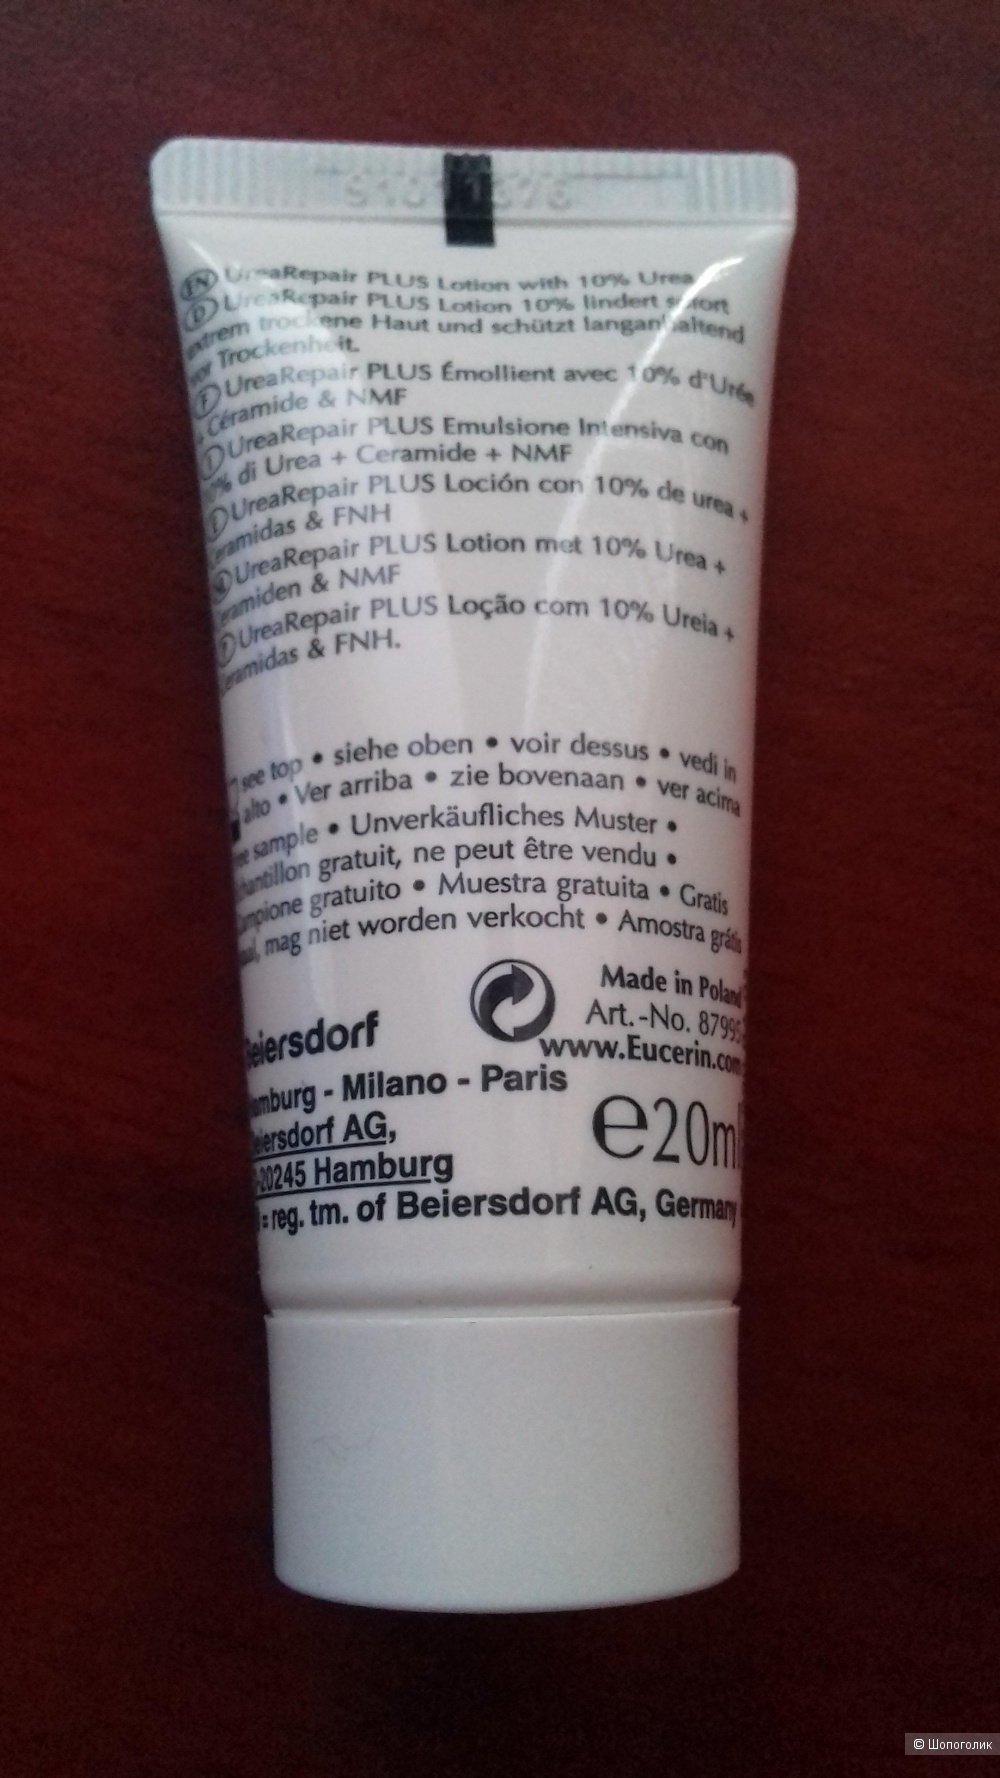 EN UreaRepair PLUS Lotion with 10% Urea
D UreaRepair PLUS Lotion 10% lindert sofort
extrem trockene Haut und schützt langanhaltend
vor Trockenheit.
F UreaRepair PLUS Émollient avec 10% d'Urée
+ Céramide & NMF
I UreaRepair PLUS Emulsione Intensiva con
10% di Urea + Ceramide + NMF
E UreaRepair PLUS Loción con 10% de urea +
Ceramidas & FNH
NL UreaRepair PLUS Lotion met 10% Urea +
Ceramiden & NMF
P UreaRepair PLUS Loção com 10% Ureia +
Ceramidas & FNH.
see top • siehe oben • voir dessus • vedi in
alto • Ver arriba • zie bovenaan • ver acima
free sample • Unverkäufliches Muster •
Échantillon gratuit, ne peut être vendu •
Campione gratuito • Muestra gratuita • Gratis
mag niet worden verkocht • Amostra grátis
Made in Poland
Art.-No. 8799
www.Eucerin.com
Beiersdorf
Hamburg - Milano - Paris
Beiersdorf AG,
20245 Hamburg
e20ml
= reg. tm. of Beiersdorf AG, Germany
© Шопоголик